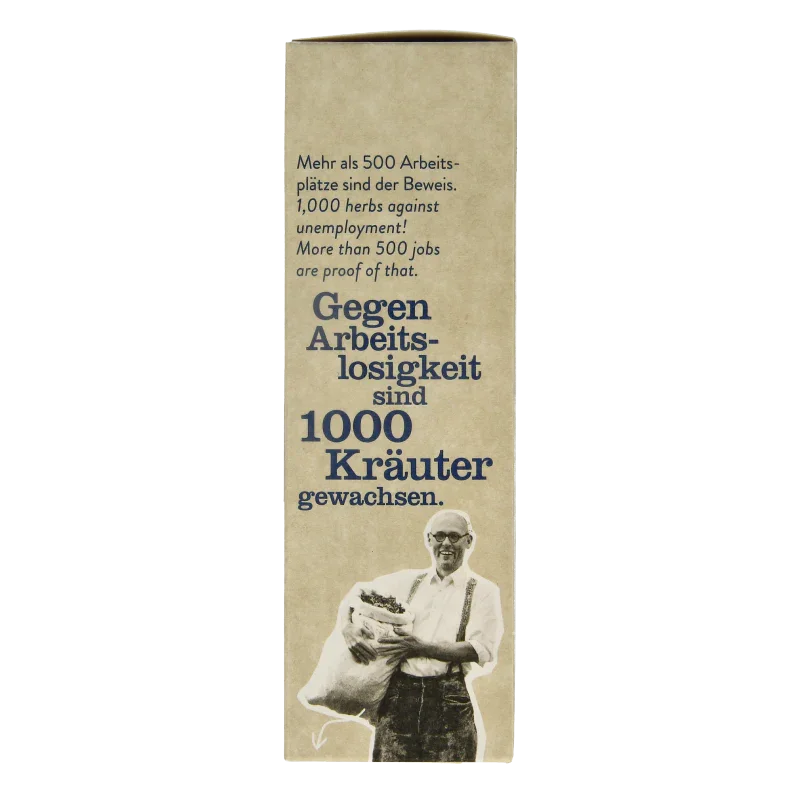 Mehr als 500 Arbeits-
plätze sind der Beweis.
1,000 herbs against
unemployment!
More than 500 jobs
are proof of that.
Gegen
Arbeits-
losigkeit
sind
1000
Kräuter
gewachsen.